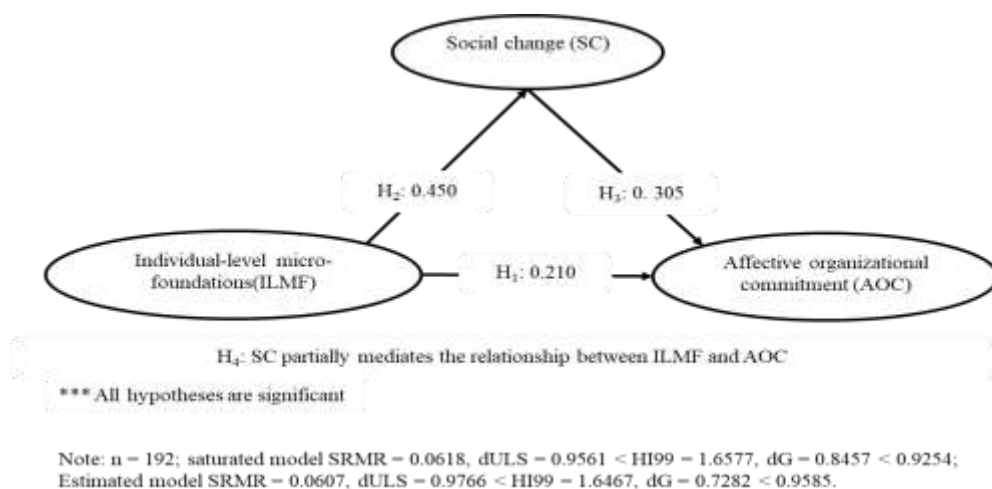 Social change (SC)
H₂: 0.450
H₃: 0. 305
Individual-level micro-
foundations(ILMF)
H₁: 0.210
Affective organizational
commitment (AOC)
H₄: SC partially mediates the relationship between ILMF and AOC
*** All hypotheses are significant
Note: n = 192; saturated model SRMR = 0.0618, dULS = 0.9561 < HI99 = 1.6577, dG = 0.8457 < 0.9254;
Estimated model SRMR = 0.0607, dULS = 0.9766 < HI99 = 1.6467, dG = 0.7282 < 0.9585.